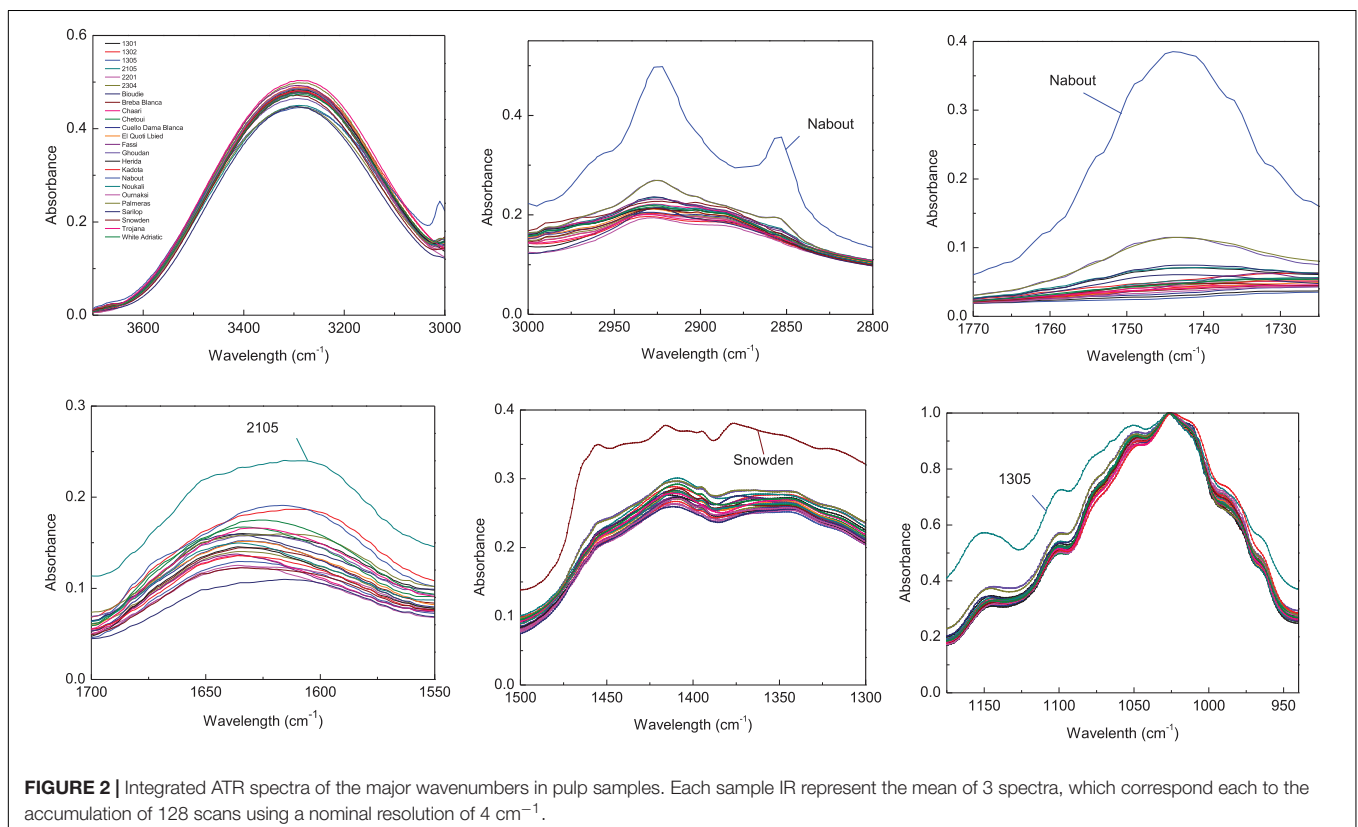 0.6
0.4
0.2
0.0
Absorbance
1301
1302
1305
2105
2201
2304
Bioudie
Breba Blanca
Chaari
Chetoui
Cuello Dama Blanca
El Quoti Lbied
Fassi
Ghoudan
Herida
Kadota
Nabout
Noukali
Ournaksi
Palmeras
Sarilop
Snowden
Trojana
White Adriatic
3600 3400 3200 3000
Wavelength (cm⁻¹)
0.4
0.2
0.0
Absorbance
Nabout
3000 2950 2900 2850 2800
Wavelength (cm⁻¹)
0.4
0.3
0.2
0.1
0.0
Absorbance
Nabout
1770 1760 1750 1740 1730
Wavelength (cm⁻¹)
0.3
0.2
0.1
0.0
Absorbance
2105
1700 1650 1600 1550
Wavelength (cm⁻¹)
0.4
0.3
0.2
0.1
0.0
Absorbance
Snowden
1500 1450 1400 1350 1300
Wavelength (cm⁻¹)
1.0
0.8
0.6
0.4
0.2
0.0
Absorbance
1305
1150 1100 1050 1000 950
Wavelenth (cm⁻¹)
FIGURE 2 | Integrated ATR spectra of the major wavenumbers in pulp samples. Each sample IR represent the mean of 3 spectra, which correspond each to the
accumulation of 128 scans using a nominal resolution of 4 cm⁻¹.